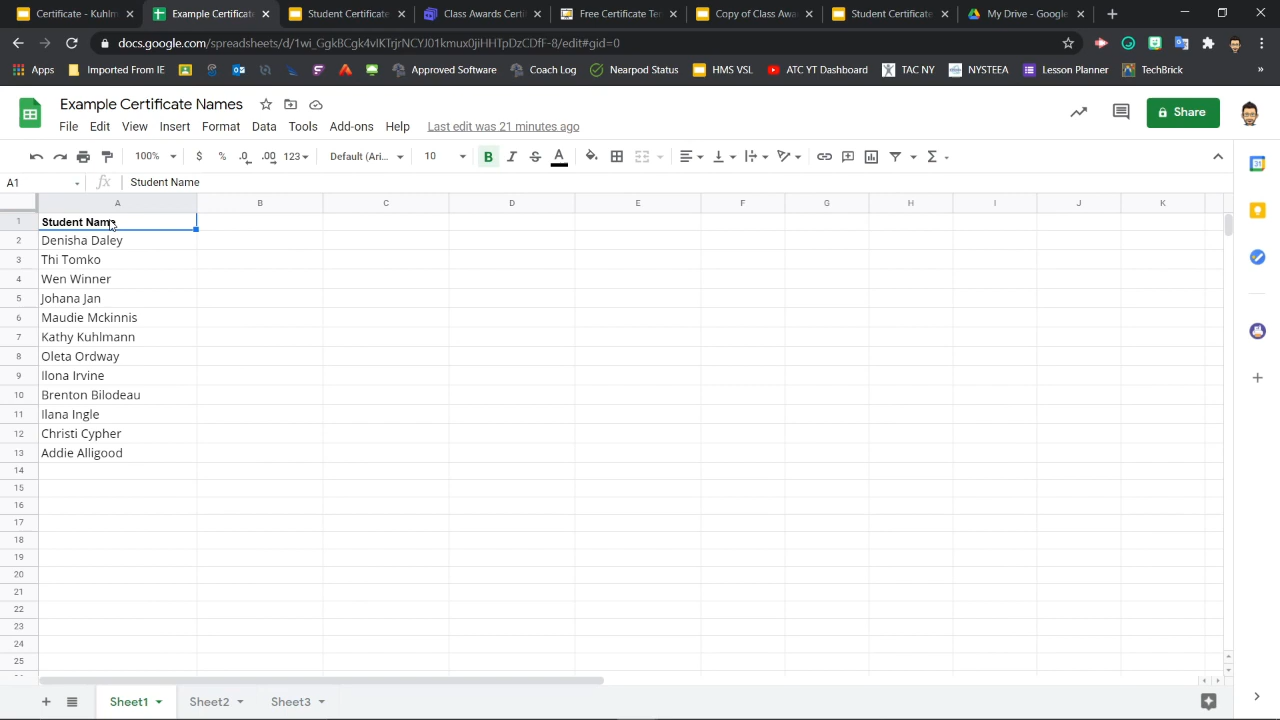 Certificate - Kuhlm Example Certificate Student Certificate Class Awards Certi Free Certificate Te Copy of Class Awa Student Certificate My Drive - Google
docs.google.com/spreadsheets/d/1wi_GgkBCgk4vIKTrjrNCYJ01kmux0jiHHTpDzCDfF-8/edit#gid=0
Apps Imported From IE Approved Software Coach Log Nearpod Status HMS VSL ATC YT Dashboard TAC NY NYSTEEA Lesson Planner TechBrick
Example Certificate Names
File Edit View Insert Format Data Tools Add-ons Help Last edit was 21 minutes ago
Share
100% $ % .0 .00 123 Default (Ari... 10 B I S A
A1 fx Student Name
A B C D E F G H I J K
1 Student Name
2 Denisha Daley
3 Thi Tomko
4 Wen Winner
5 Johana Jan
6 Maudie Mckinnis
7 Kathy Kuhlmann
8 Oleta Ordway
9 Ilona Irvine
10 Brenton Bilodeau
11 Ilana Ingle
12 Christi Cypher
13 Addie Alligood
14
15
16
17
18
19
20
21
22
23
24
25
Sheet1 Sheet2 Sheet3